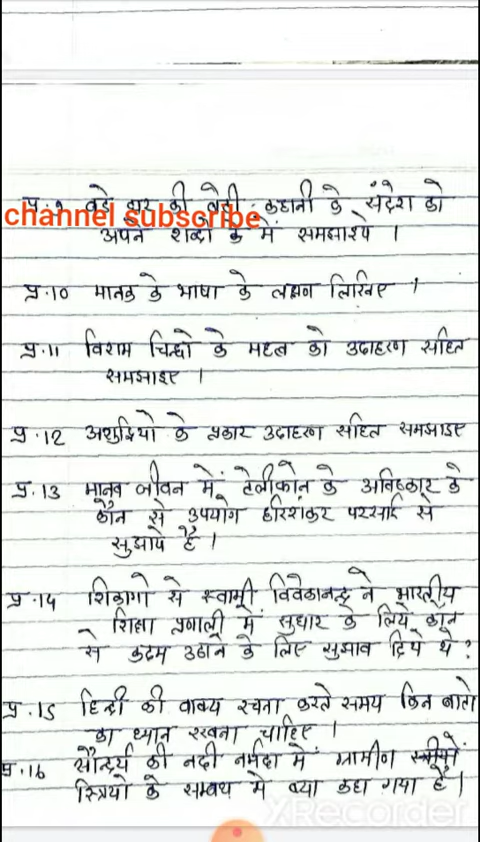 प्र.9 बडे घर की बेटी कहानी के संदेश को
channel subscribe
अपने शब्दो के में समझाइये ।
प्र.10 मानक के भाषा के लक्षण लिखिए ।
प्र.11 विराम चिन्हो के महत्व को उदाहरण सहित
समझाइए ।
प्र.12 अशुद्धियो के प्रकार उदाहरण सहित समझाइए
प्र.13 मानव जीवन में टेलीफोन के अविष्कार के
कौन से उपयोग हरिशंकर परसाई से
सुझाये है ।
प्र.14 शिकागो से स्वामी विवेकानन्द ने भारतीय
शिक्षा प्रणाली में सुधार के लिये कौन
से कदम उठाने के लिए सुझाव दिये थे ?
प्र.15 हिन्दी की वाक्य रचना करते समय किन बातो
का ध्यान रखना चाहिए ।
प्र.16 सौन्दर्य की नदी नर्मदा में ग्रामीण
स्त्रियो के सम्बंध मे क्या कहा गया है ।
XRecorder